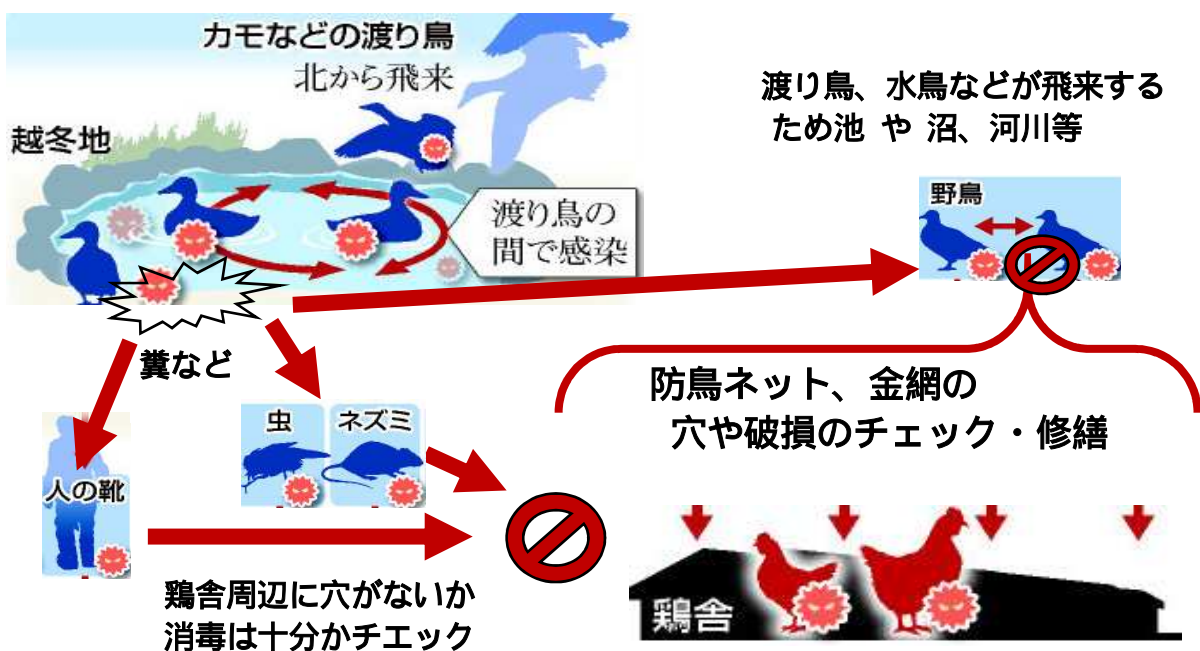 カモなどの渡り鳥
北から飛来
越冬地
渡り鳥の
間で感染
渡り鳥、水鳥などが飛来する
ため池 や 沼、河川等
野鳥
糞など
虫
ネズミ
人の靴
防鳥ネット、金網の
穴や破損のチェック・修繕
鶏舎周辺に穴がないか
消毒は十分かチエック
鶏舎